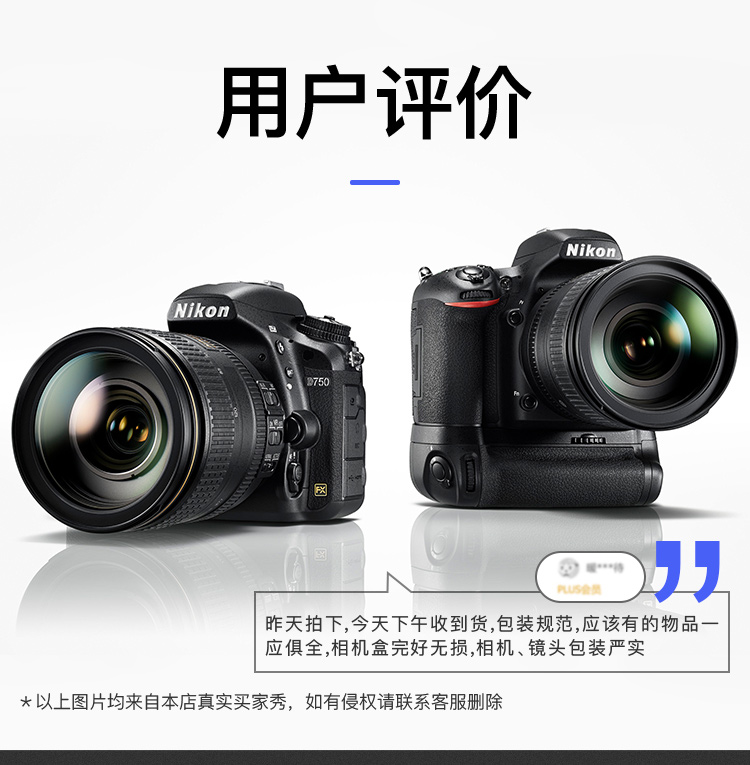 用户评价
Nikon
Nikon
D750
FX
Fn
PLUS会员
昨天拍下,今天下午收到货,包装规范,应该有的物品一
应俱全,相机盒完好无损,相机、镜头包装严实
＊以上图片均来自本店真实买家秀，如有侵权请联系客服删除